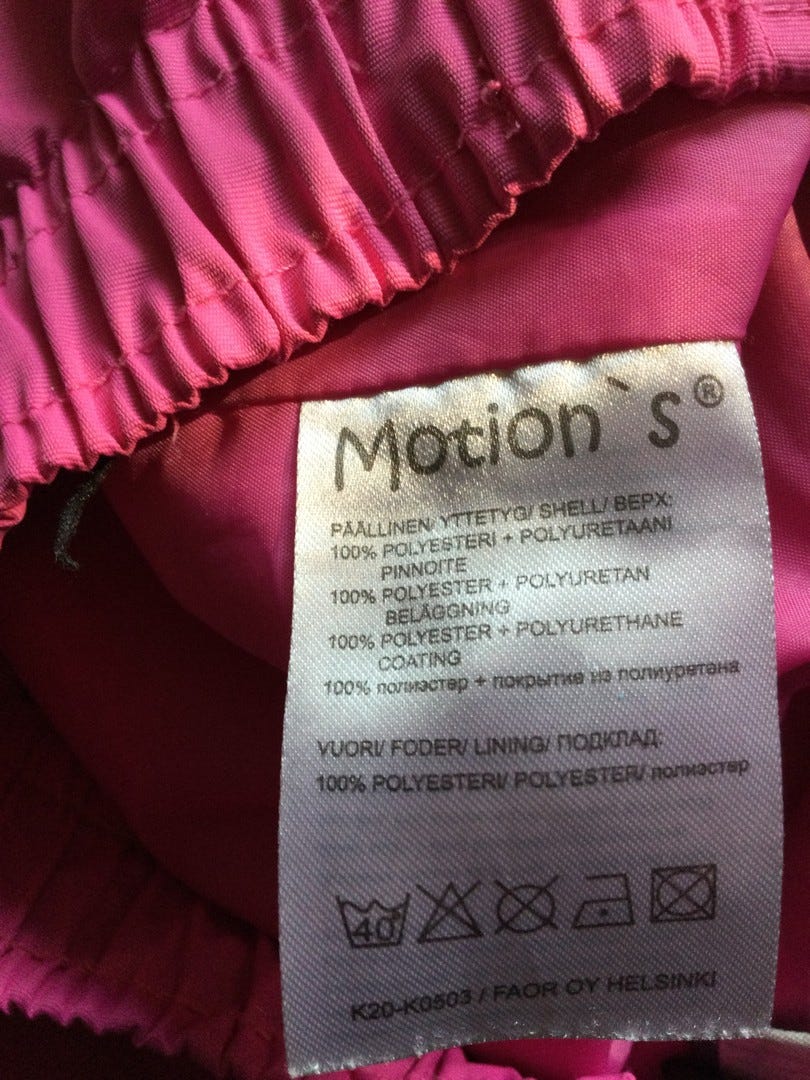 Motion`s®
PÄÄLLINEN/ YTTETYG/ SHELL/ ВЕРХ:
100% POLYESTERI + POLYURETAANI
PINNOITE
100% POLYESTER + POLYURETAN
BELÄGGNING
100% POLYESTER + POLYURETHANE
COATING
100% полиэстер + покрытие из полиуретана
VUORI/ FODER/ LINING/ ПОДКЛАД:
100% POLYESTERI/ POLYESTER/ полиэстер
40°
K20-K0503 / FAOR OY HELSINKI